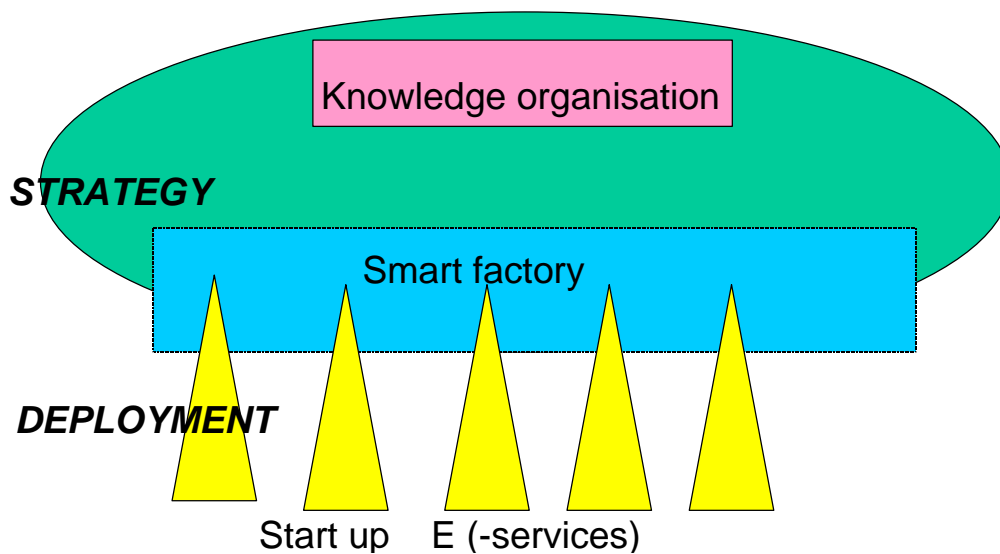 Knowledge organisation
STRATEGY
Smart factory
DEPLOYMENT
Start up E (-services)